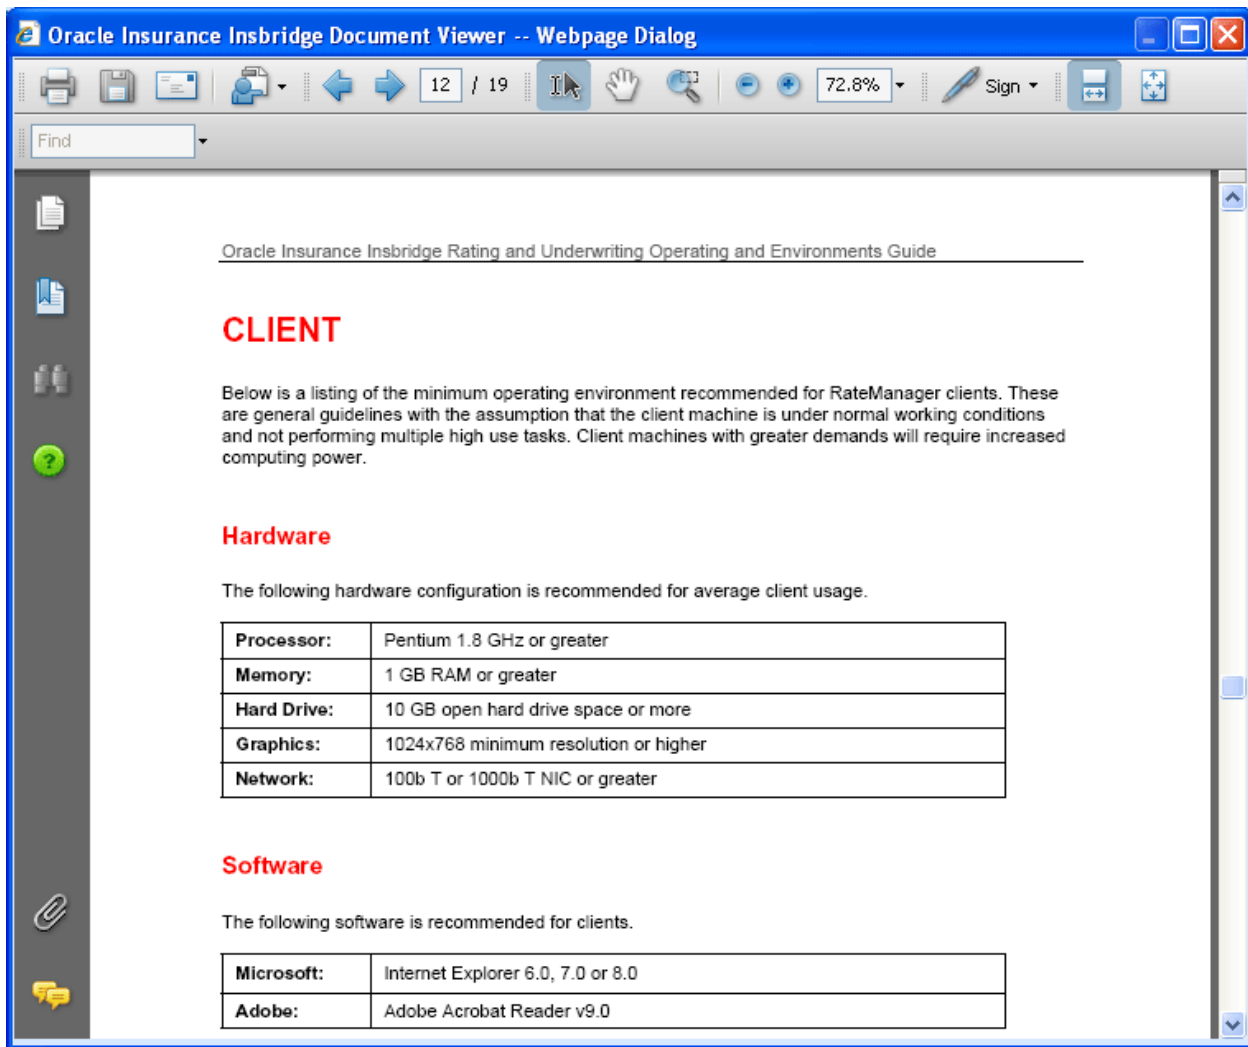 Oracle Insurance Insbridge Document Viewer -- Webpage Dialog
12 / 19
72.8%
Sign
Find
Oracle Insurance Insbridge Rating and Underwriting Operating and Environments Guide
CLIENT
Below is a listing of the minimum operating environment recommended for RateManager clients. These
are general guidelines with the assumption that the client machine is under normal working conditions
and not performing multiple high use tasks. Client machines with greater demands will require increased
computing power.
Hardware
The following hardware configuration is recommended for average client usage.
Processor: Pentium 1.8 GHz or greater
Memory: 1 GB RAM or greater
Hard Drive: 10 GB open hard drive space or more
Graphics: 1024x768 minimum resolution or higher
Network: 100b T or 1000b T NIC or greater
Software
The following software is recommended for clients.
Microsoft: Internet Explorer 6.0, 7.0 or 8.0
Adobe: Adobe Acrobat Reader v9.0